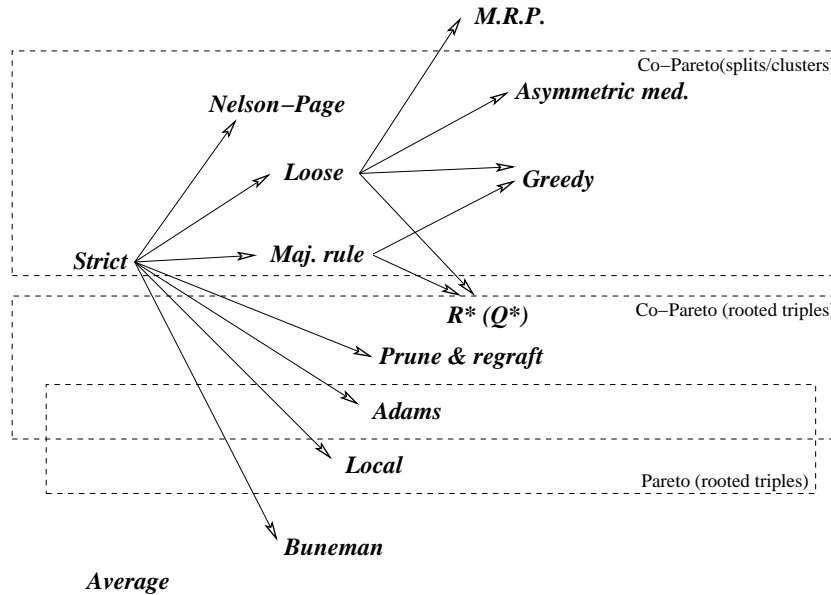 M.R.P.
Co-Pareto(splits/clusters)
Asymmetric med.
Nelson-Page
Loose
Greedy
Strict
Maj. rule
R* (Q*)
Co-Pareto (rooted triples)
Prune & regraft
Adams
Local
Pareto (rooted triples)
Buneman
Average